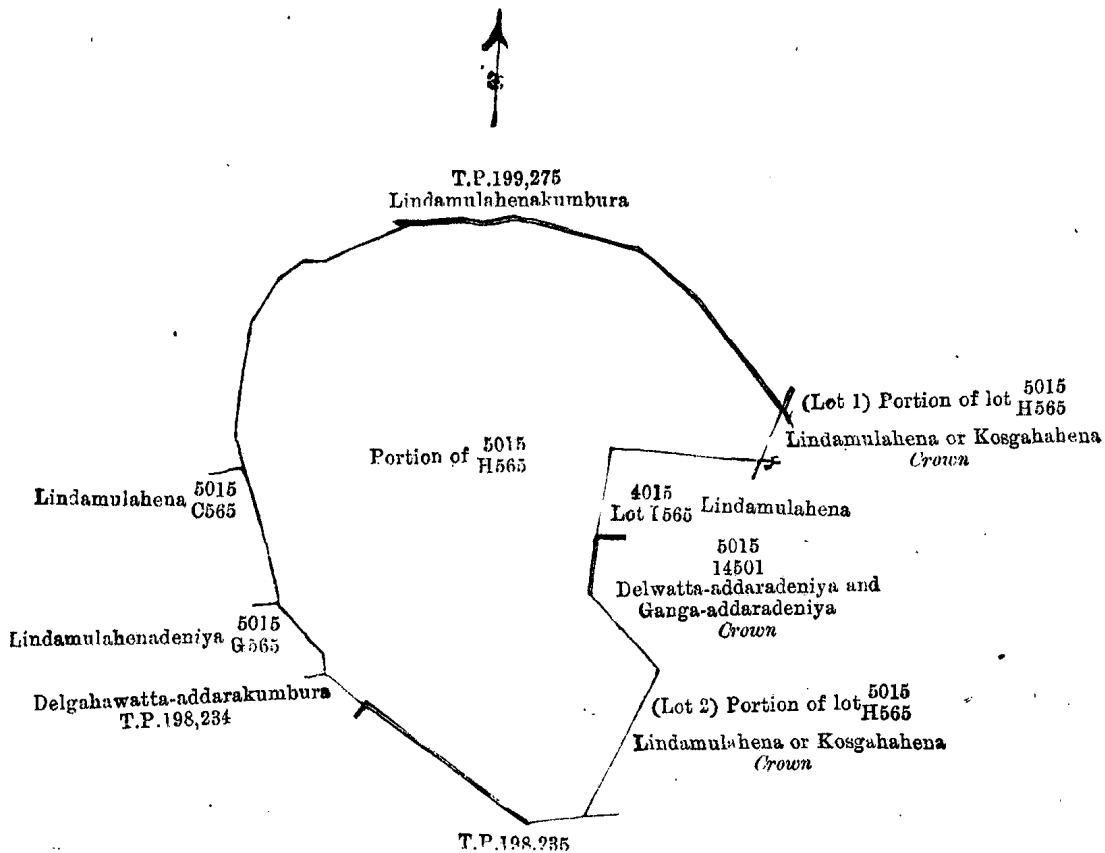 T.P.199,275
Lindamulahenakumbura
(Lot 1) Portion of lot 5015
H565
Lindamulahena or Kosgahahena
Crown
Portion of 5015
H565
Lindamulahena 5015
C565
4015
Lot I565 Lindamulahena
5015
14501
Delwatta-addaradeniya and
Ganga-addaradeniya
Crown
Lindamulahenadeniya 5015
G565
Delgahawatta-addarakumbura
T.P.198,234
(Lot 2) Portion of lot 5015
H565
Lindamulahena or Kosgahahena
Crown
T.P.198,235